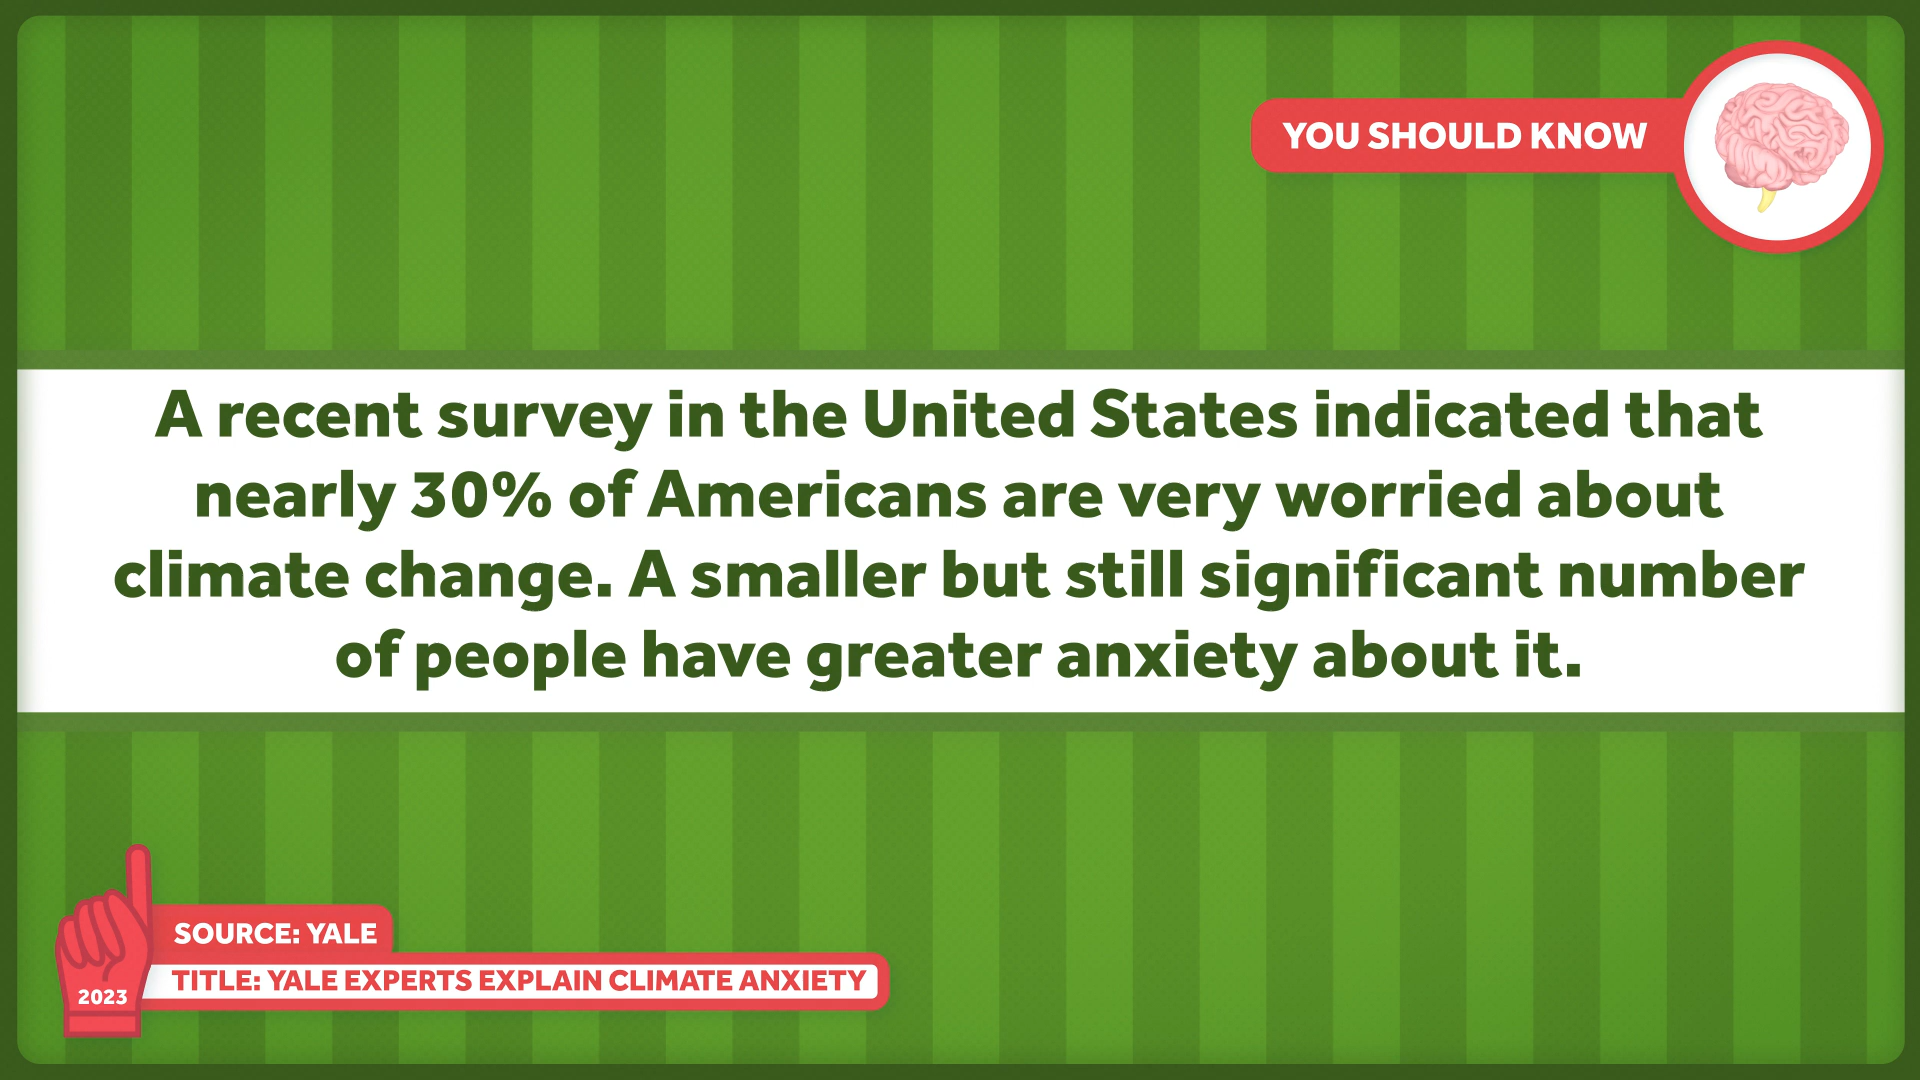 YOU SHOULD KNOW
A recent survey in the United States indicated that
nearly 30% of Americans are very worried about
climate change. A smaller but still significant number
of people have greater anxiety about it.
SOURCE: YALE
TITLE: YALE EXPERTS EXPLAIN CLIMATE ANXIETY
2023